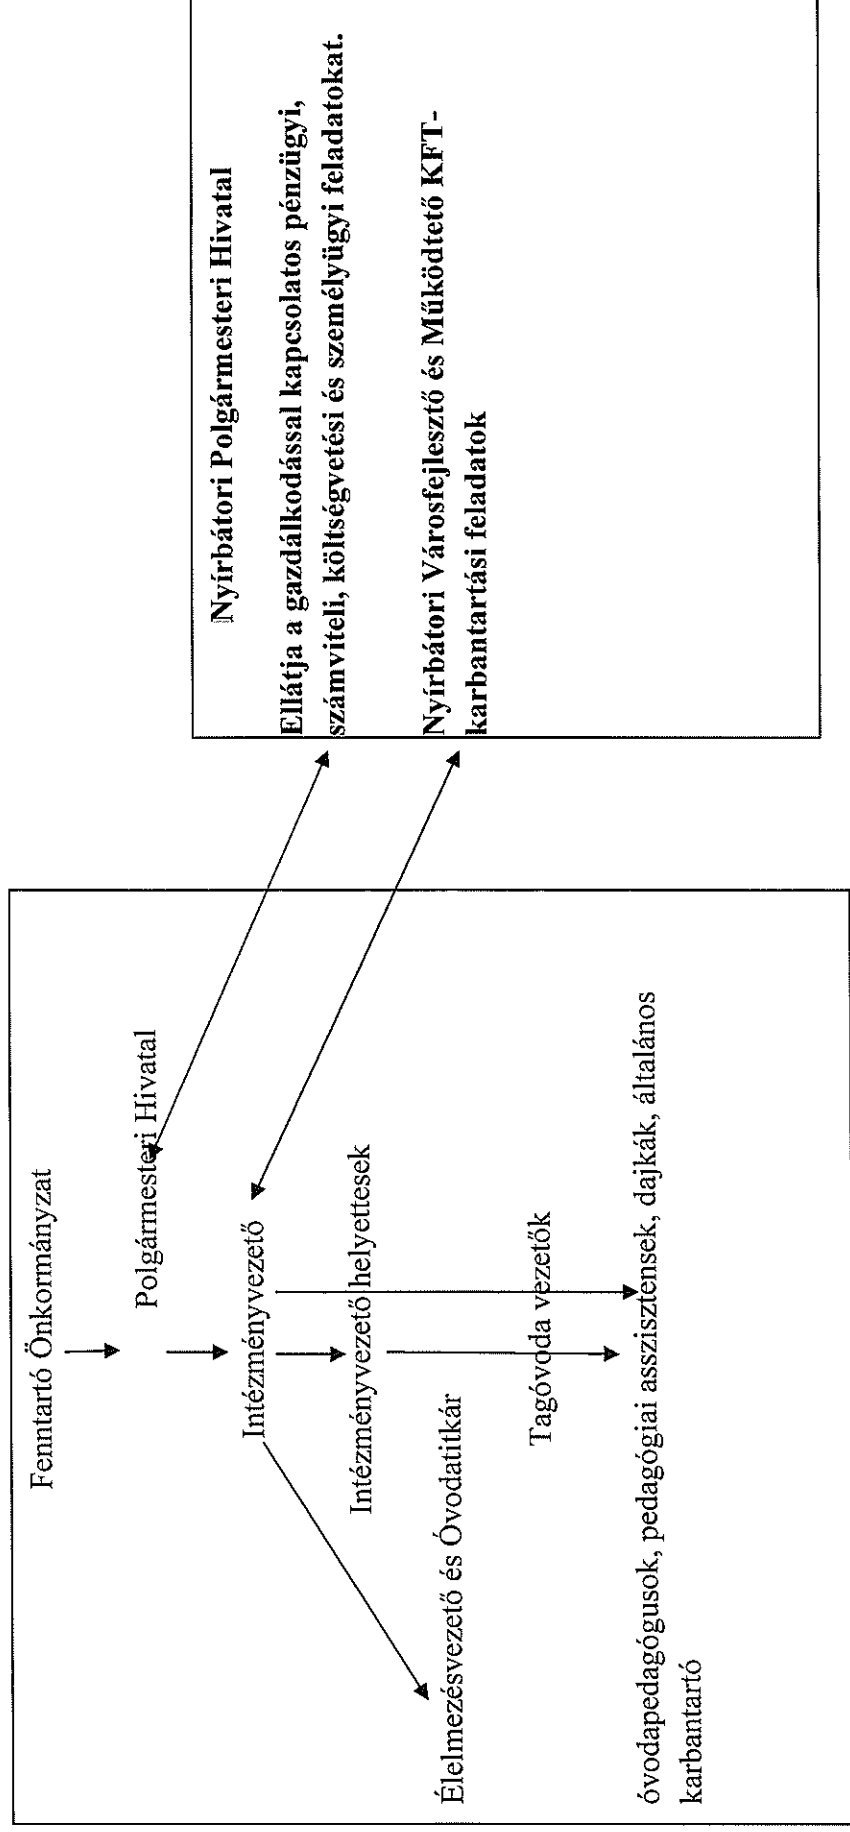 Fenntartó Önkormányzat
Polgármesteri Hivatal
Intézményvezető
Intézményvezető helyettesek
Élelmezésvezető és Óvodatitkár
Tagóvoda vezetők
óvodapedagógusok, pedagógiai asszisztensek, dajkák, általános
karbantartó
Nyírbátori Polgármesteri Hivatal
Ellátja a gazdálkodással kapcsolatos pénzügyi,
számviteli, költségvetési és személyügyi feladatokat.
Nyírbátori Városfejlesztő és Működtető KFT-
karbantartási feladatok